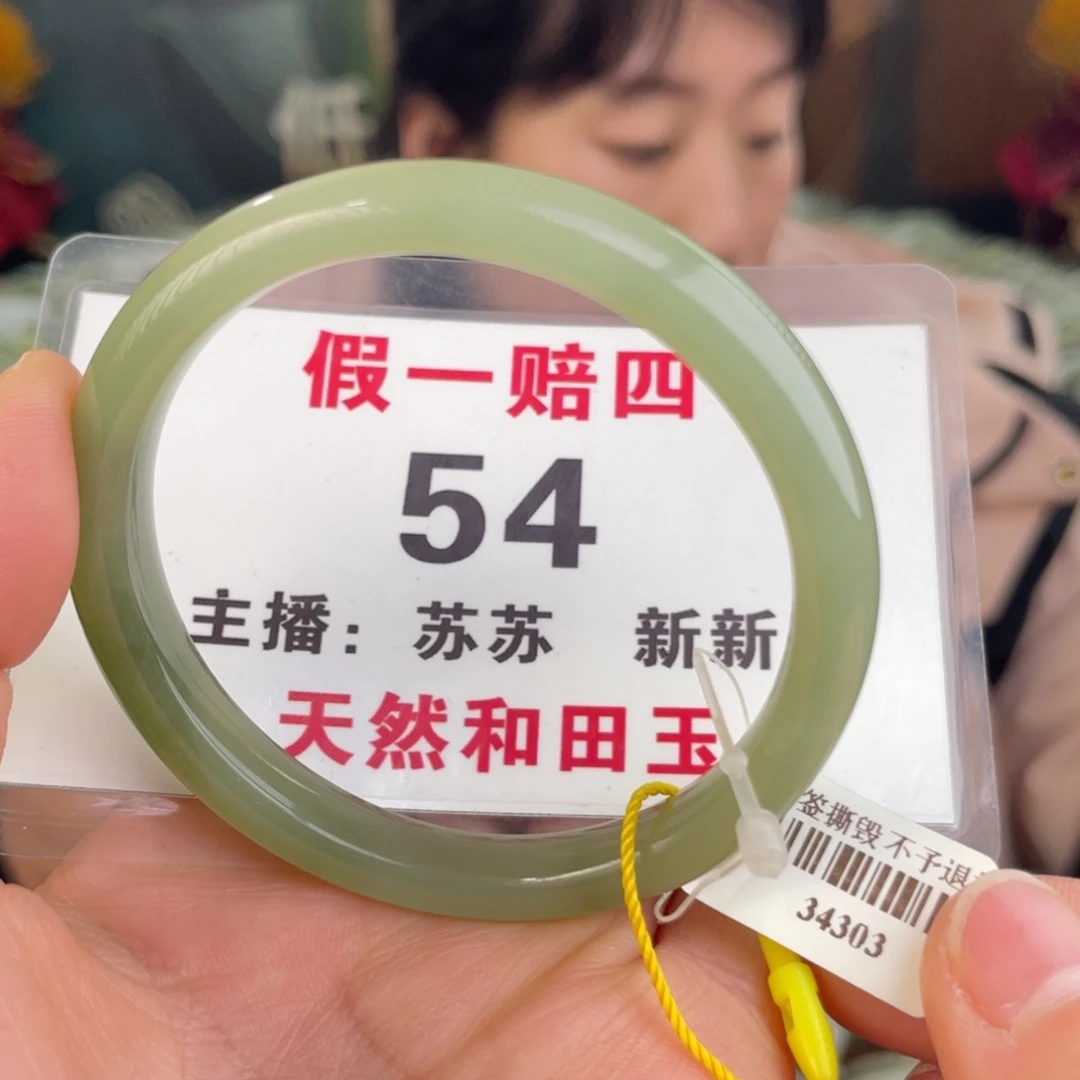 低
假一赔四
54
主播：苏苏 新新
天然和田玉
签撕毁不予退
34303